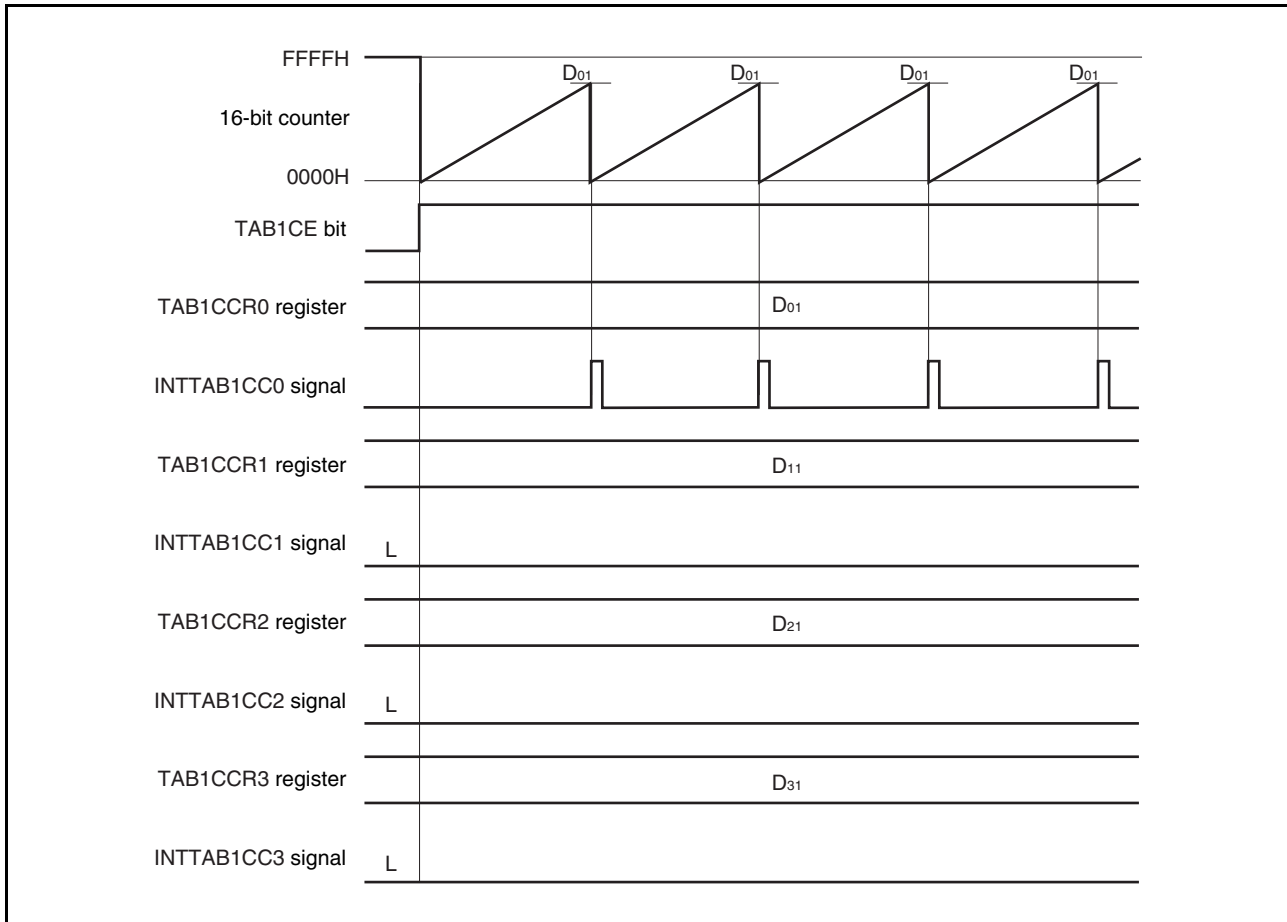 FFFFH
D01 D01 D01 D01
16-bit counter
0000H
TAB1CE bit
TAB1CCR0 register D01
INTTAB1CC0 signal
TAB1CCR1 register D11
INTTAB1CC1 signal L
TAB1CCR2 register D21
INTTAB1CC2 signal L
TAB1CCR3 register D31
INTTAB1CC3 signal L